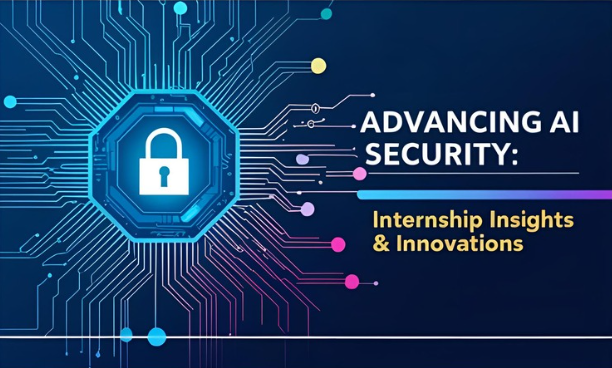 ADVANCING AI
SECURITY:
Internship Insights
& Innovations